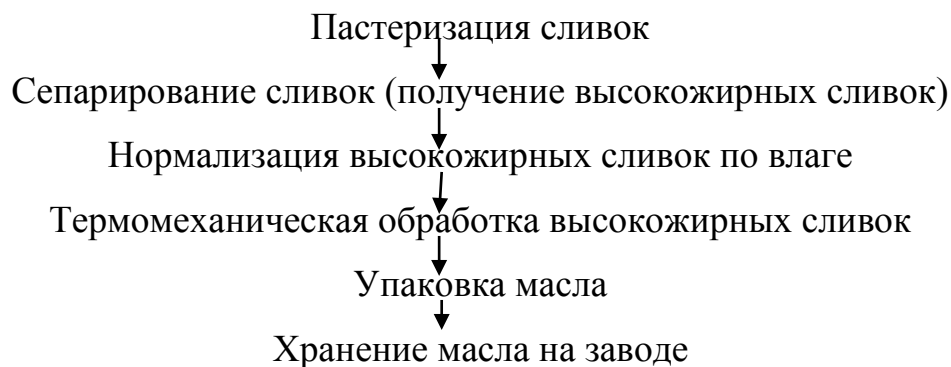 Пастеризация сливок
Сепарирование сливок (получение высокожирных сливок)
Нормализация высокожирных сливок по влаге
Термомеханическая обработка высокожирных сливок
Упаковка масла
Хранение масла на заводе